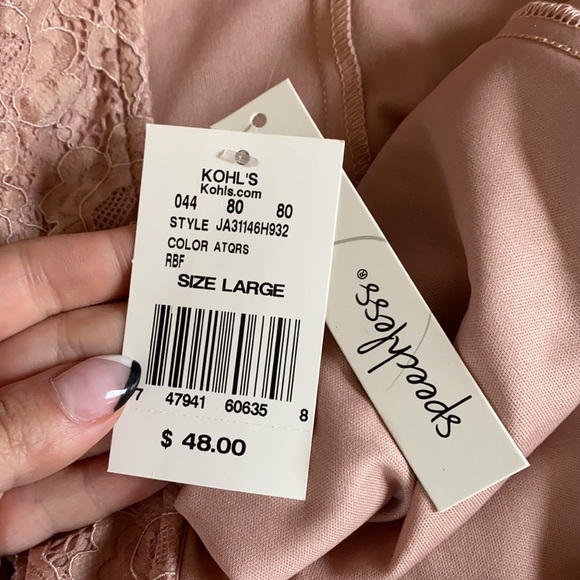 KOHL'S
Kohls.com
044 80 80
STYLE JA31146H932
COLOR ATQRS
RBF
SIZE LARGE
7 47941 60635 8
$ 48.00
speechless®